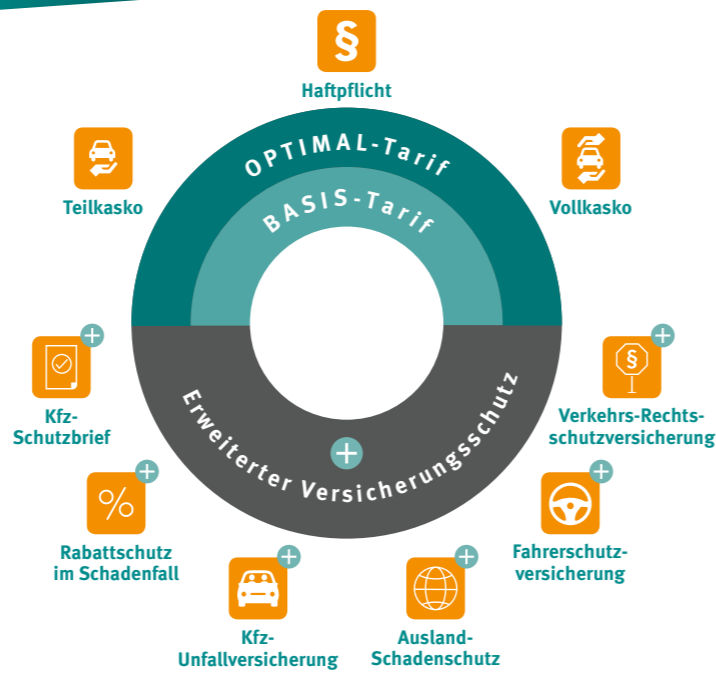 §
Haftpflicht
OPTIMAL-Tarif
BASIS-Tarif
Teilkasko
Vollkasko
Erweiterter Versicherungsschutz
+
+
Kfz-
Schutzbrief
+
§
Verkehrs-Rechts-
schutzversicherung
+
%
Rabattschutz
im Schadenfall
+
Fahrerschutz-
versicherung
+
Kfz-
Unfallversicherung
+
Ausland-
Schadenschutz